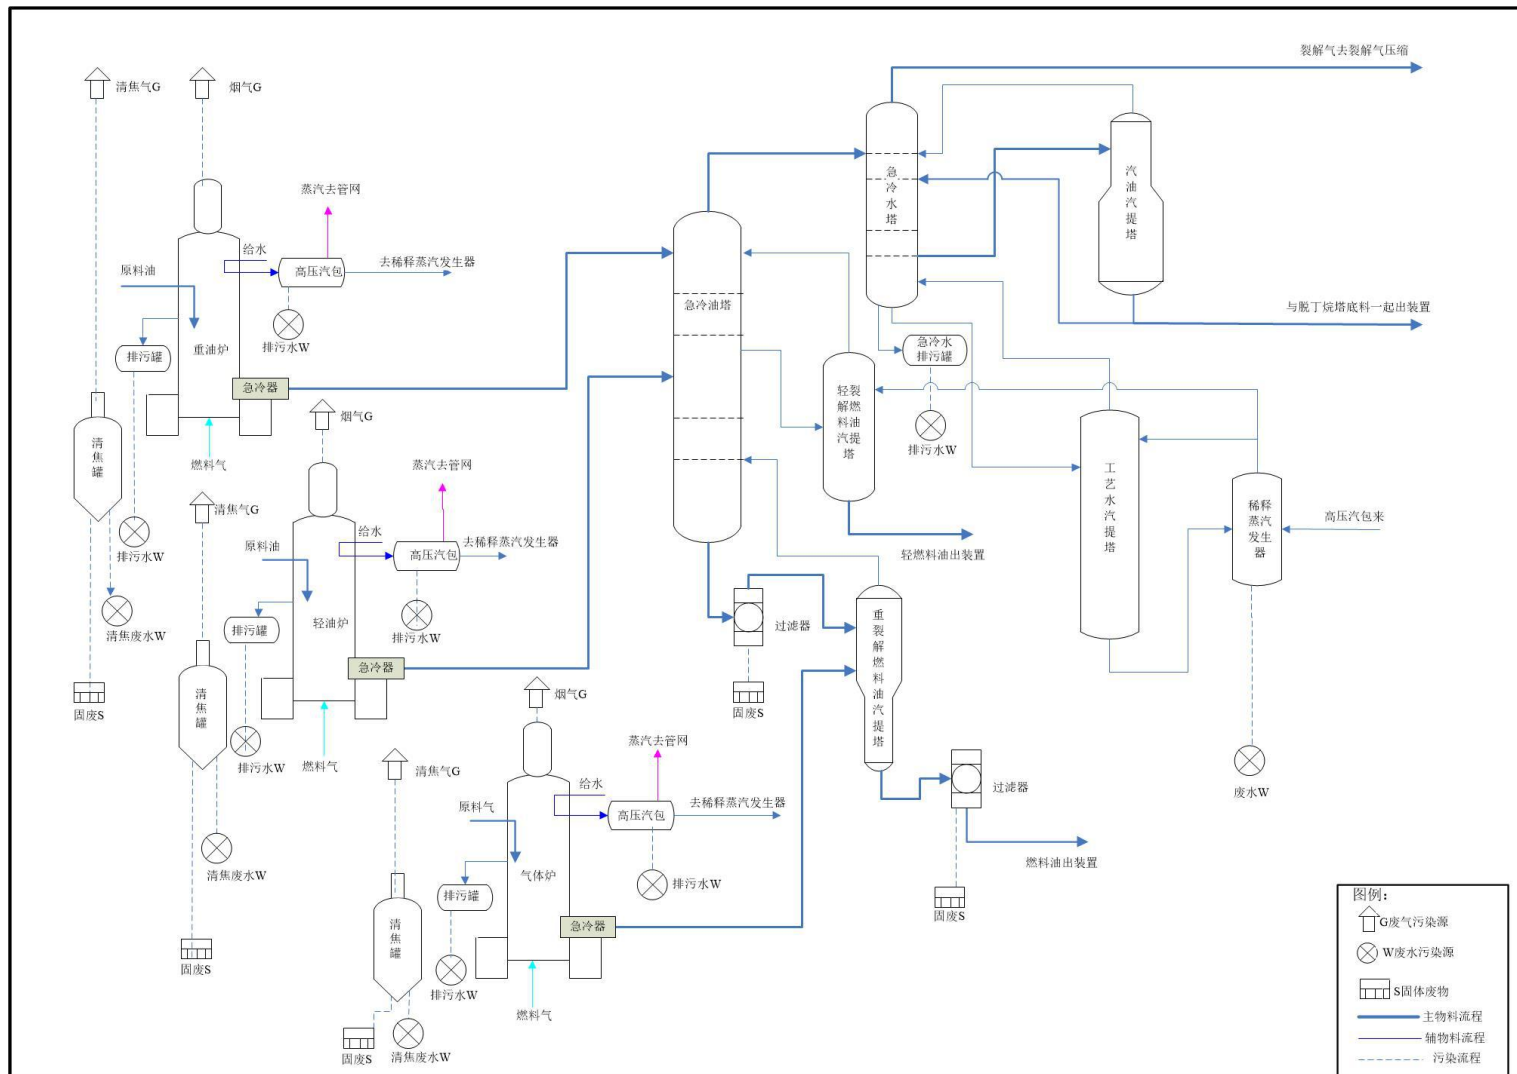 裂解气去裂解气压缩
清焦气G
烟气G
急
冷
水
塔
汽
油
汽
提
塔
蒸汽去管网
给水
高压汽包
去稀释蒸汽发生器
原料油
排污水W
重油炉
排污罐
急冷器
急冷油塔
与脱丁烷塔底料一起出装置
急冷水
排污罐
排污水W
轻裂
解燃
料油
汽提
塔
清
焦
罐
燃料气
烟气G
蒸汽去管网
清焦气G
给水
原料油
高压汽包
去稀释蒸汽发生器
排污水W
清焦废水W
固废S
排污罐
轻油炉
排污水W
急冷器
清
焦
罐
排污水W
燃料气
清焦废水W
固废S
工
艺
水
汽
提
塔
稀释
蒸汽
发生
器
高压汽包来
轻燃料油出装置
过滤器
固废S
重
裂
解
燃
料
油
汽
提
塔
过滤器
燃料油出装置
固废S
废水W
烟气G
蒸汽去管网
清焦气G
给水
原料气
高压汽包
去稀释蒸汽发生器
排污罐
气体炉
排污水W
急冷器
清
焦
罐
排污水W
燃料气
固废S
清焦废水W
图例：
G废气污染源
W废水污染源
S固体废物
主物料流程
辅物料流程
污染流程